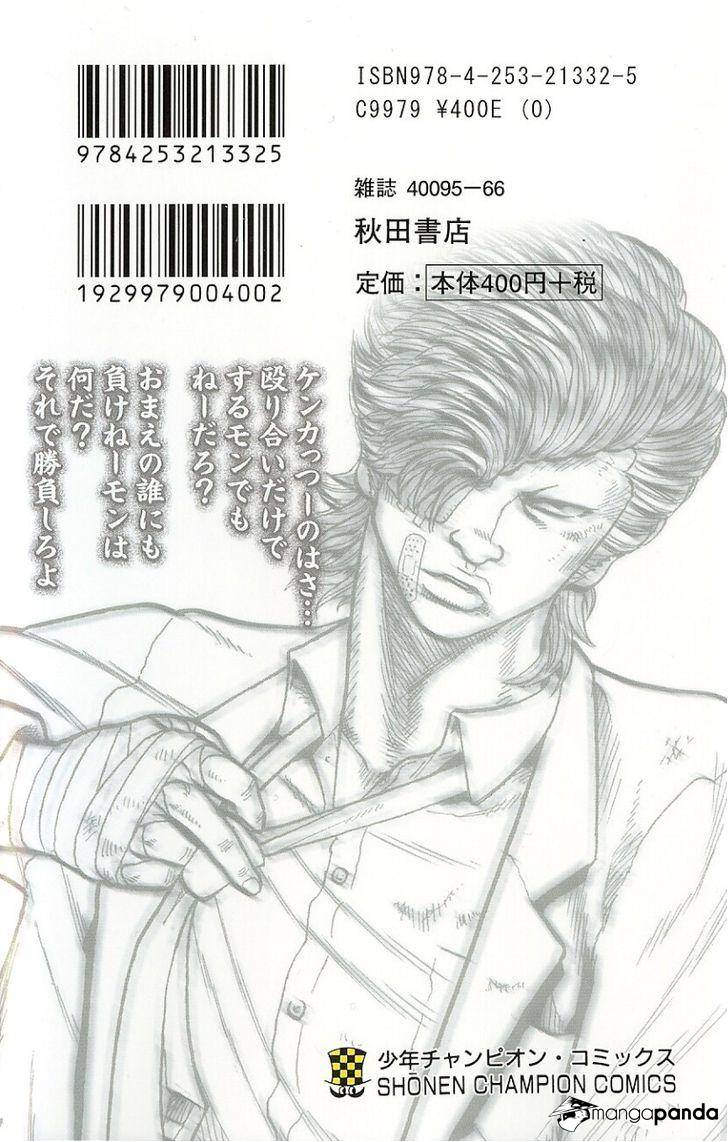 ISBN978-4-253-21332-5
C9979 ¥400E (0)
9784253213325
雑誌 40095−66
秋田書店
定価：本体400円＋税
1929979004002
ケンカっつーのはさ…
殴り合いだけで
するモンでも
ねーだろ？
おまえの誰にも
負けねーモンは
何だ？
それで勝負しろよ
少年チャンピオン・コミックス
SHŌNEN CHAMPION COMICS
mangapanda